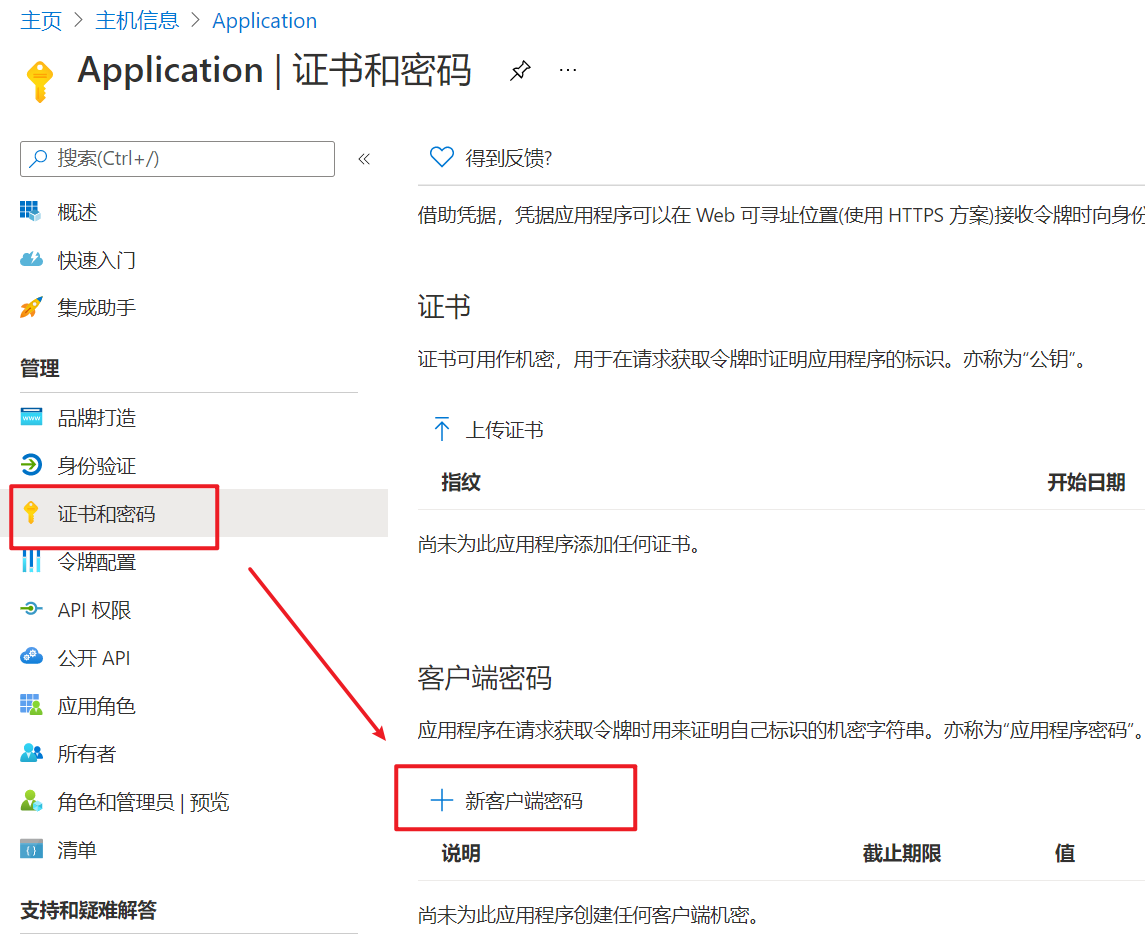 主页 > 主机信息 > Application
Application | 证书和密码
搜索(Ctrl+/)
概述
快速入门
集成助手
管理
品牌打造
身份验证
证书和密码
令牌配置
API 权限
公开 API
应用角色
所有者
角色和管理员 | 预览
清单
支持和疑难解答
得到反馈?
借助凭据，凭据应用程序可以在 Web 可寻址位置(使用 HTTPS 方案)接收令牌时向身份
证书
证书可用作机密，用于在请求获取令牌时证明应用程序的标识。亦称为“公钥”。
上传证书
指纹 开始日期
尚未为此应用程序添加任何证书。
客户端密码
应用程序在请求获取令牌时用来证明自己标识的机密字符串。亦称为“应用程序密码”。
新客户端密码
说明 截止期限 值
尚未为此应用程序创建任何客户端机密。